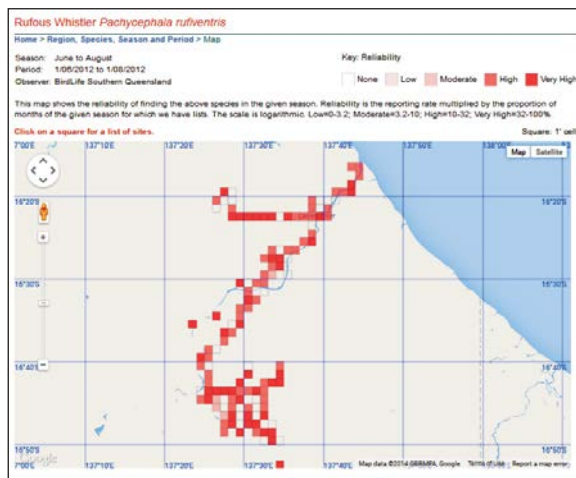 Rufous Whistler Pachycephala rufiventris
Home > Region, Species, Season and Period > Map
Season: June to August
Period: 1/06/2012 to 1/08/2012
Observer: BirdLife Southern Queensland
Key: Reliability
None Low Moderate High Very High
This map shows the reliability of finding the above species in the given season. Reliability is the reporting rate multiplied by the proportion of
months of the given season for which we have lists. The scale is logarithmic. Low=0-3.2; Moderate=3.2-10; High=10-32; Very High=32-100%.
Click on a square for a list of sites.
Square: 1' cell
7'00'E 137°10'E 137°20'E 137°30'E 137°40'E 138°00'E
Map Satellite
16°20'S 16°20'S
16°30'S 16°30'S
16°40'S 16°40'S
16°50'S 16°50'S
Google
Map data ©2014 GBRMPA, Google Terms of Use Report a map error
7'00'E 137°10'E 137°20'E 137°30'E 137°40'E